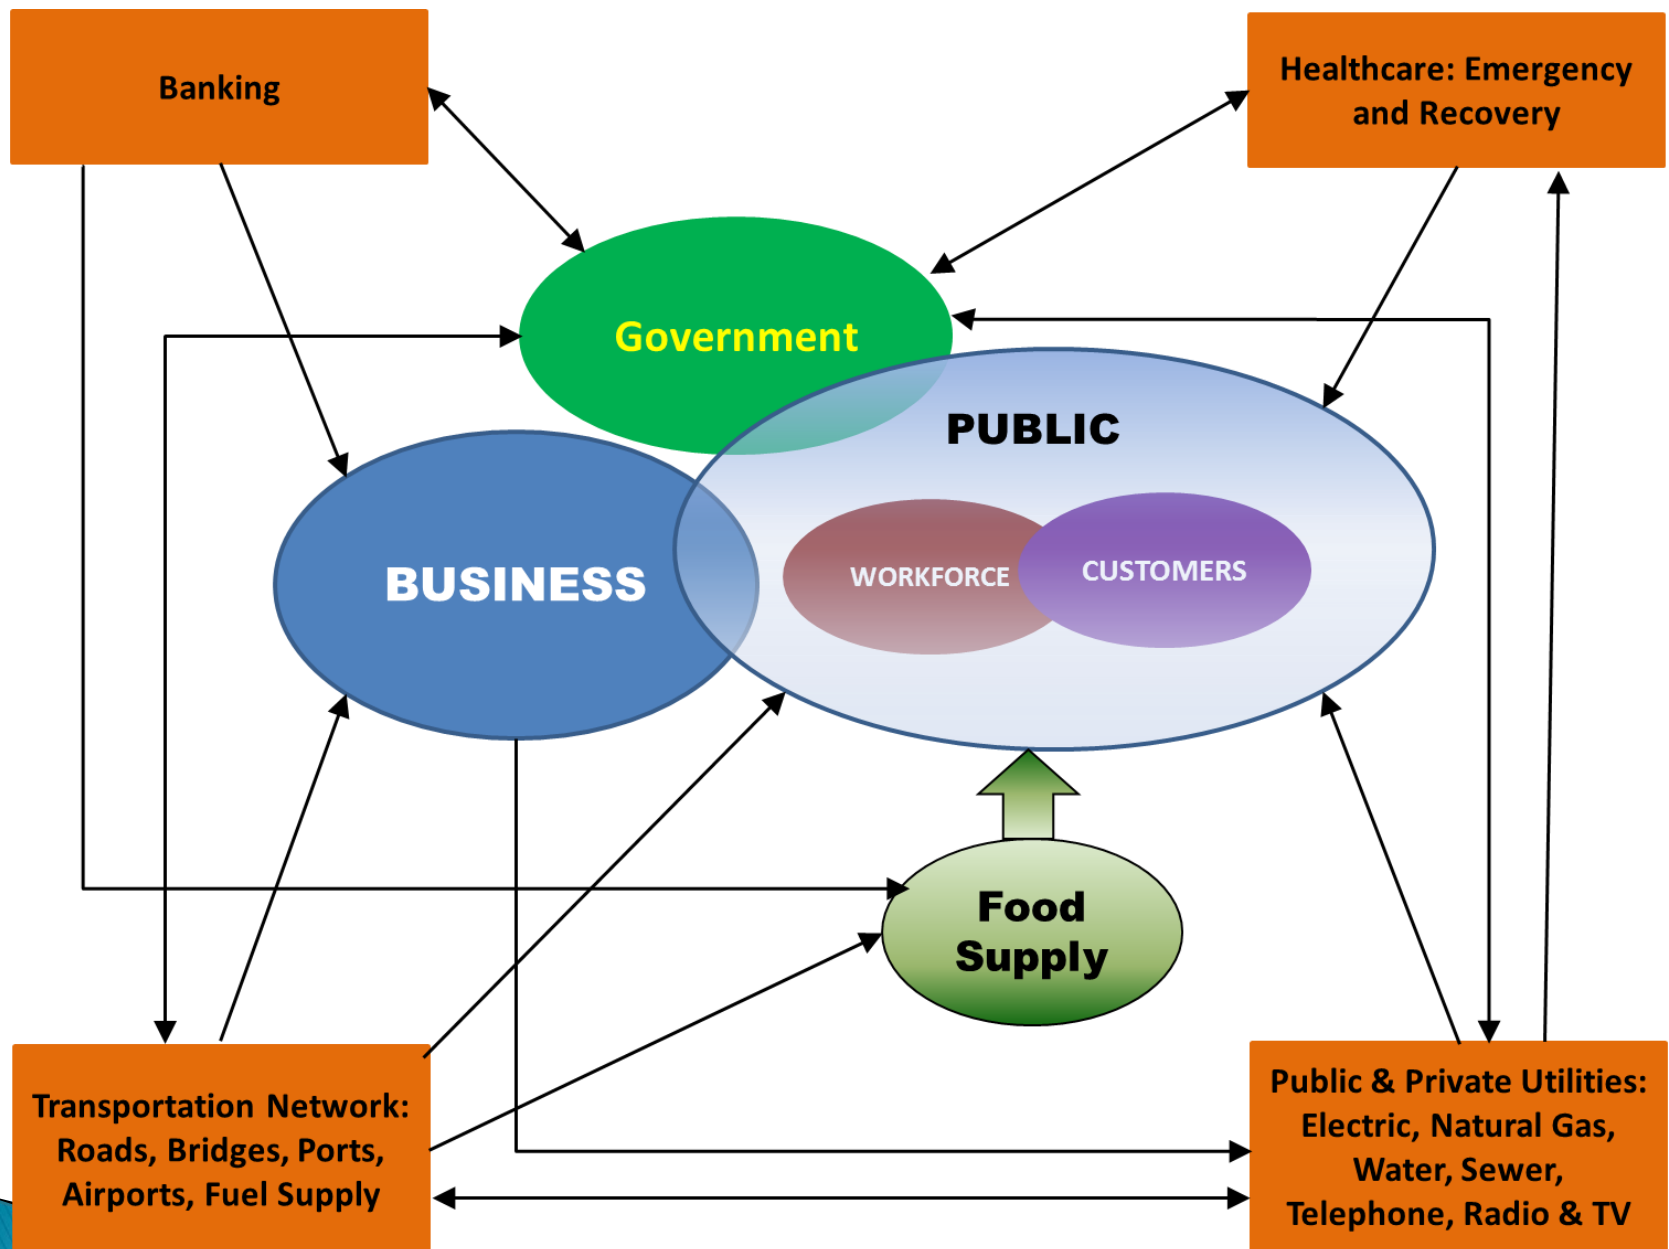 Banking
Healthcare: Emergency
and Recovery
Government
PUBLIC
BUSINESS
WORKFORCE
CUSTOMERS
Food
Supply
Transportation Network:
Roads, Bridges, Ports,
Airports, Fuel Supply
Public & Private Utilities:
Electric, Natural Gas,
Water, Sewer,
Telephone, Radio & TV